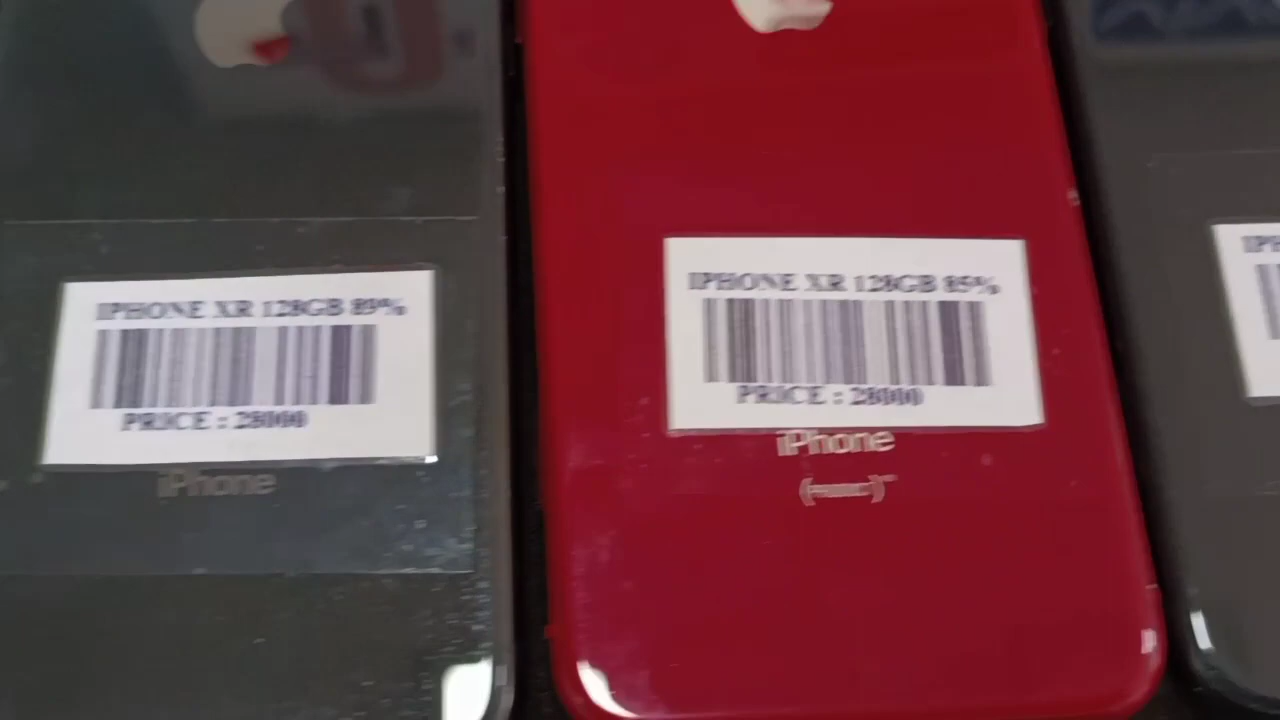 IPHONE XR 128GB 89%
PRICE : 28000
iPhone
IPHONE XR 128GB 85%
PRICE : 28000
iPhone